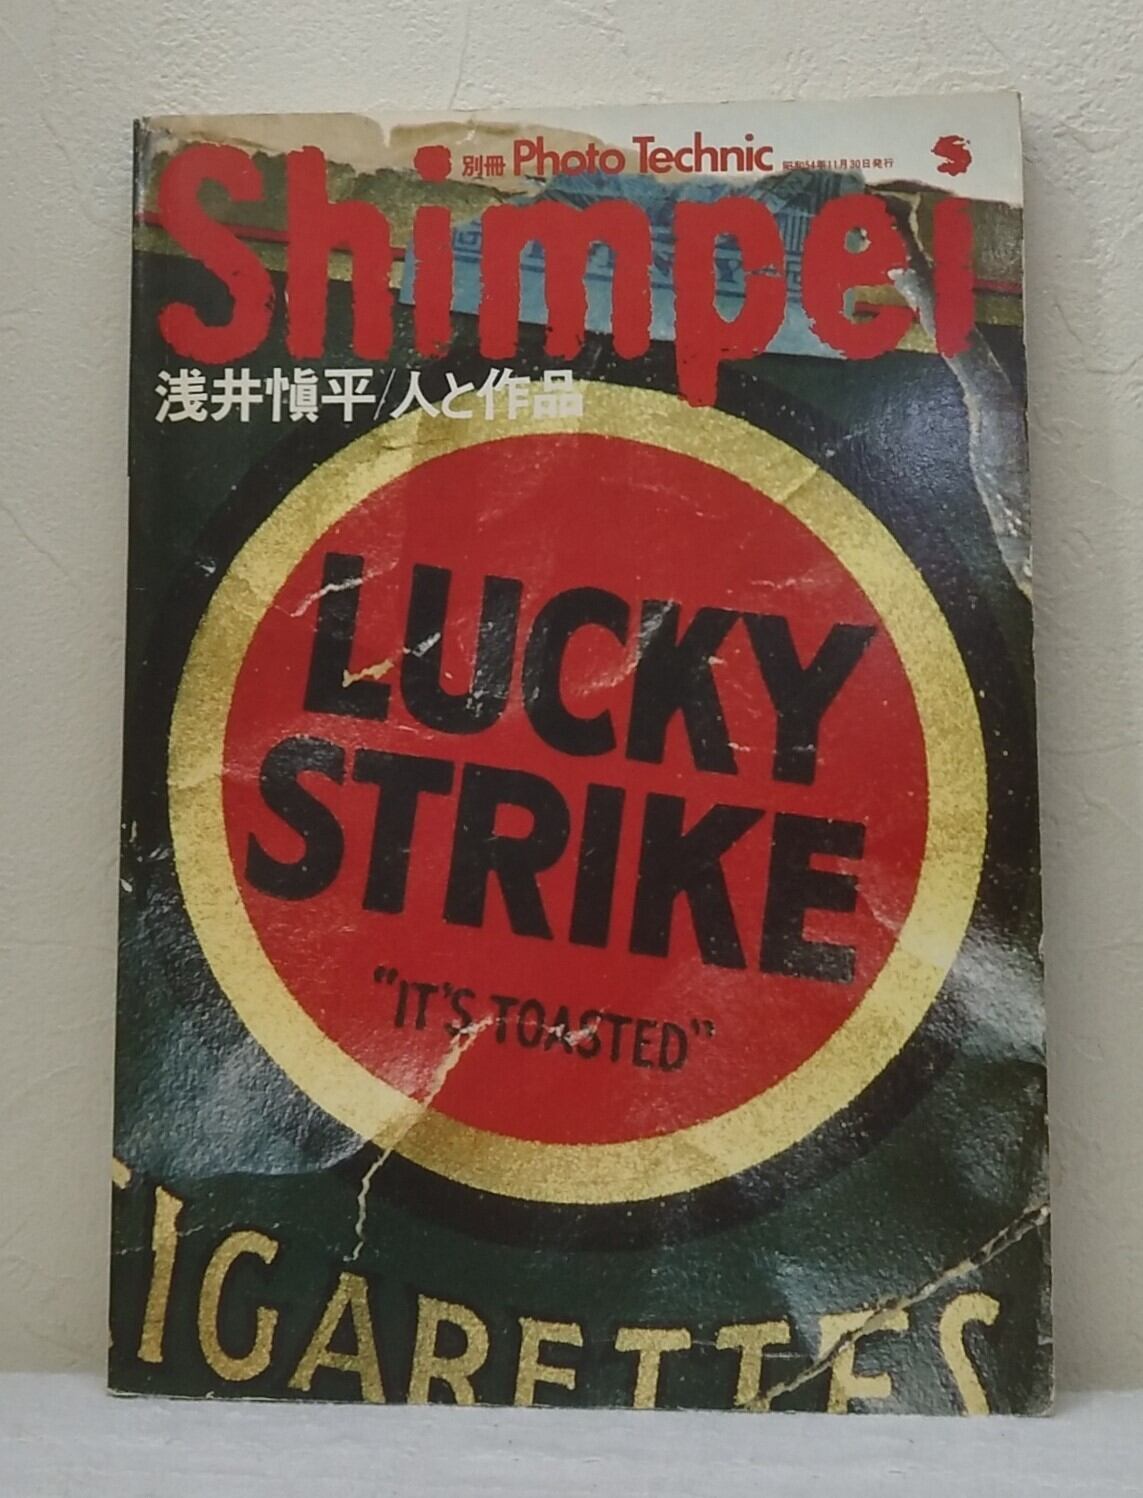 別冊 Photo Technic 昭和54年11月30日発行 S
Shimpei
浅井愼平/人と作品
LUCKY
STRIKE
"IT'S TOASTED"
CIGARETTES